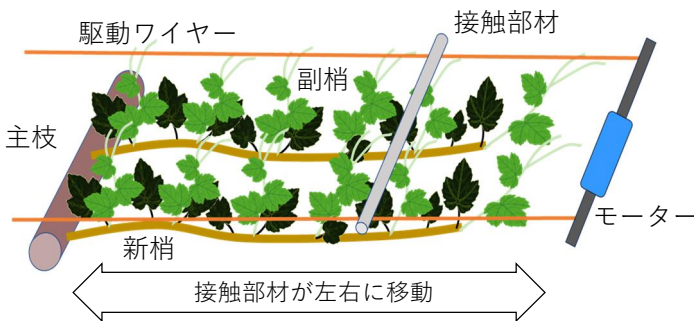 駆動ワイヤー
接触部材
副梢
主枝
モーター
新梢
接触部材が左右に移動